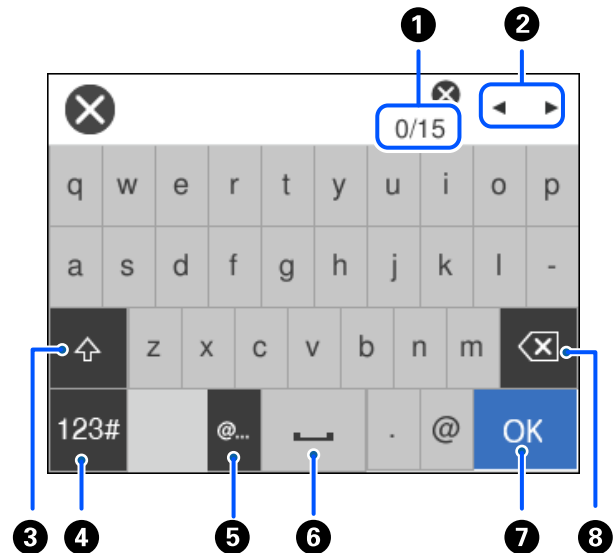 1 2
0/15 ◄ ►
q w e r t y u i o p
a s d f g h j k l -
z x c v b n m
123# @... . @ OK
3 4 5 6 7 8